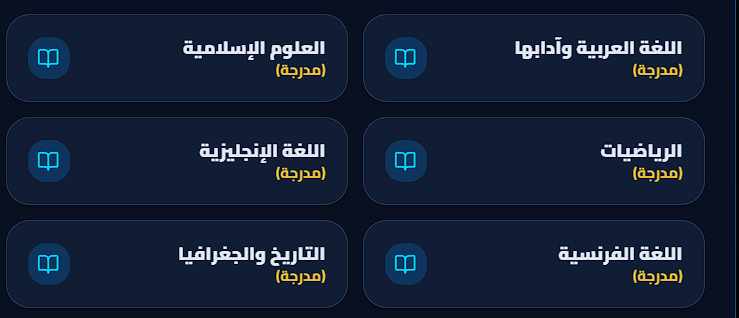 اللغة العربية وآدابها
(مدرجة)
العلوم الإسلامية
(مدرجة)
الرياضيات
(مدرجة)
اللغة الإنجليزية
(مدرجة)
اللغة الفرنسية
(مدرجة)
التاريخ والجغرافيا
(مدرجة)